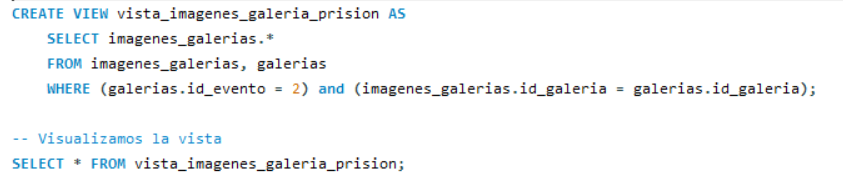 CREATE VIEW vista_imagenes_galeria_prision AS
    SELECT imagenes_galerias.*
    FROM imagenes_galerias, galerias
    WHERE (galerias.id_evento = 2) and (imagenes_galerias.id_galeria = galerias.id_galeria);

-- Visualizamos la vista
SELECT * FROM vista_imagenes_galeria_prision;